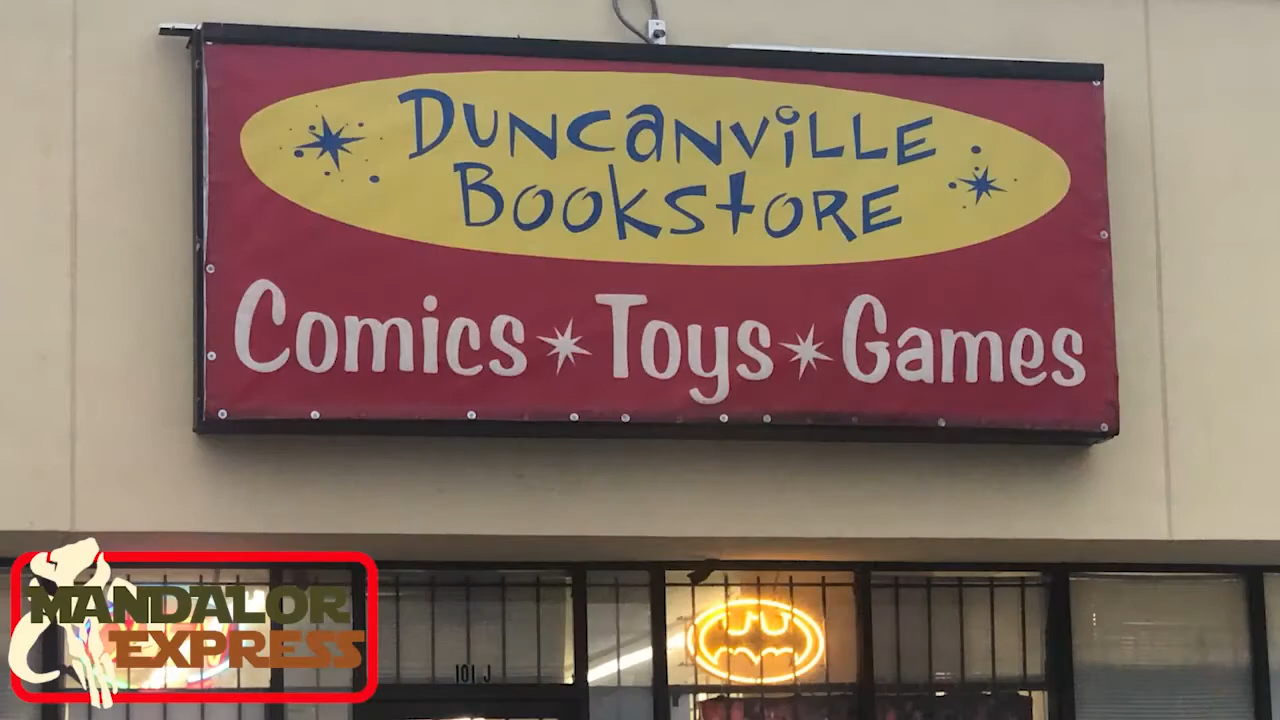 Duncanville
Bookstore
Comics Toys Games
101 J
MANDALOR
EXPRESS